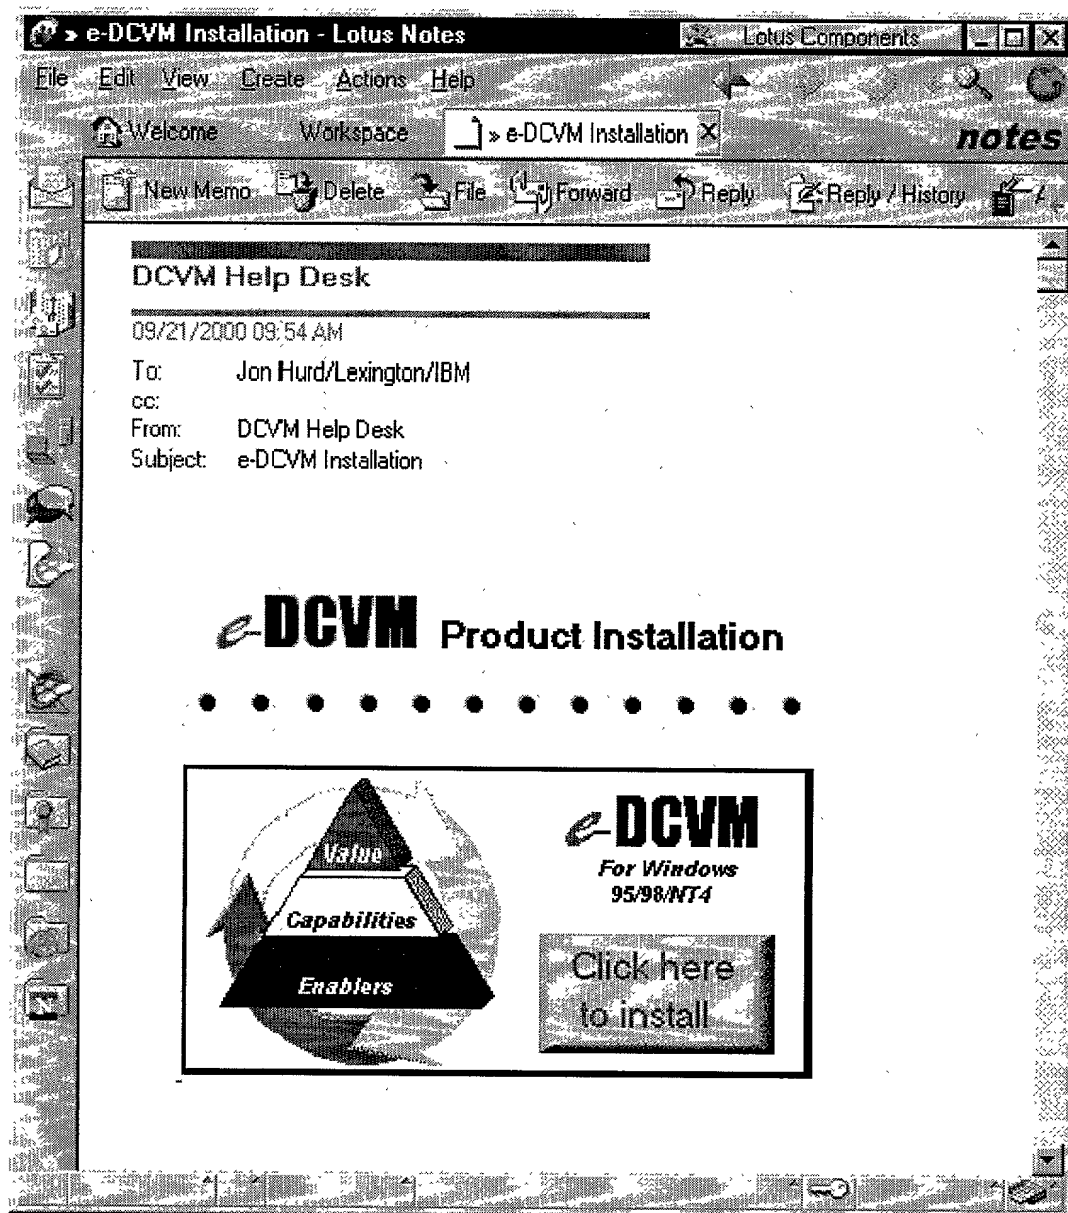 » e-DCVM Installation - Lotus Notes Lotus Components
File Edit View Create Actions Help
Welcome Workspace » e-DCVM Installation notes
New Memo Delete File Forward Reply Reply / History
DCVM Help Desk
09/21/2000 09:54 AM
To: Jon Hurd/Lexington/IBM
cc:
From: DCVM Help Desk
Subject: e-DCVM Installation
e-DCVM Product Installation
Value
Capabilities
Enablers
e-DCVM
For Windows
95/98/NT4
Click here
to install